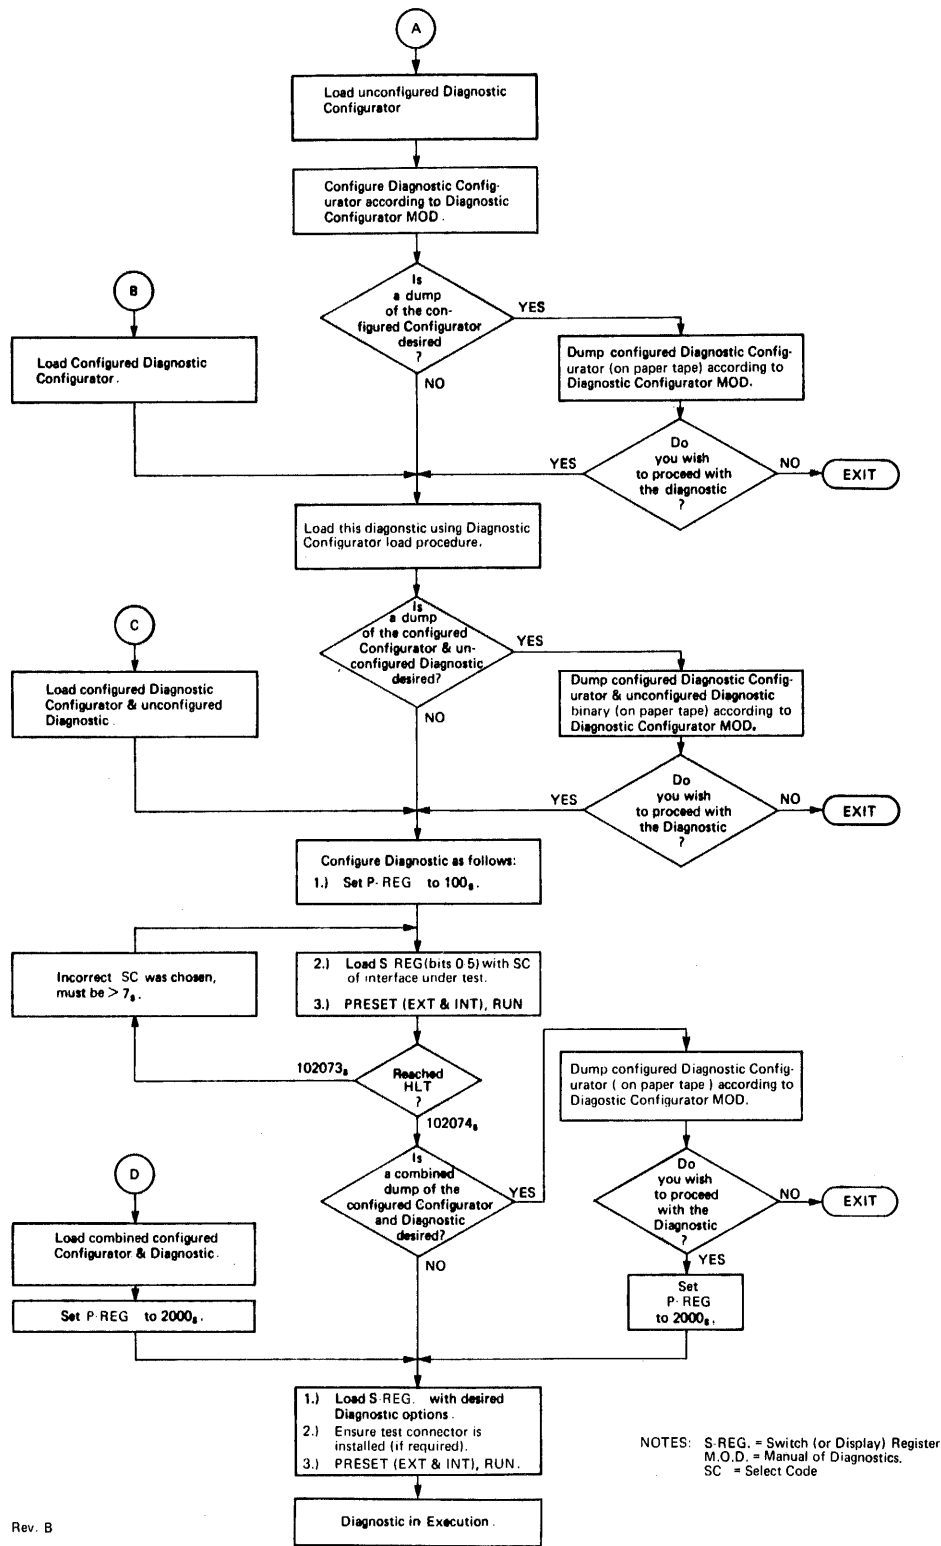 A
Load unconfigured Diagnostic
Configurator
Configure Diagnostic Config-
urator according to Diagnostic
Configurator MOD.
Is
a dump
of the con-
figured Configurator
desired
?
YES
NO
B
Load Configured Diagnostic
Configurator.
Dump configured Diagnostic Config-
urator (on paper tape) according to
Diagnostic Configurator MOD.
Do
you wish
to proceed with
the diagnostic
?
YES
NO
EXIT
Load this diagonstic using Diagnostic
Configurator load procedure.
Is
a dump
of the configured
Configurator & un-
configured Diagnostic
desired?
YES
NO
C
Load configured Diagnostic
Configurator & unconfigured
Diagnostic.
Dump configured Diagnostic Config-
urator & unconfigured Diagnostic
binary (on paper tape) according to
Diagnostic Configurator MOD.
Do
you wish
to proceed with
the Diagnostic
?
YES
NO
EXIT
Configure Diagnostic as follows:
1.) Set P-REG to 100₈.
Incorrect SC was chosen,
must be > 7₈.
2.) Load S REG(bits 0-5) with SC
of interface under test.
3.) PRESET (EXT & INT), RUN
102073₈
Reached
HLT
?
102074₈
Is
a combined
dump of the
configured Configurator
and Diagnostic
desired?
YES
NO
Dump configured Diagnostic Config-
urator ( on paper tape ) according to
Diagostic Configurator MOD.
Do
you wish
to proceed
with the
Diagnostic
?
NO
EXIT
YES
Set
P-REG
to 2000₈.
D
Load combined configured
Configurator & Diagnostic.
Set P-REG to 2000₈.
1.) Load S-REG. with desired
Diagnostic options.
2.) Ensure test connector is
installed (if required).
3.) PRESET (EXT & INT), RUN.
Diagnostic in Execution.
NOTES: S-REG. = Switch (or Display) Register
M.O.D. = Manual of Diagnostics.
SC = Select Code
Rev. B